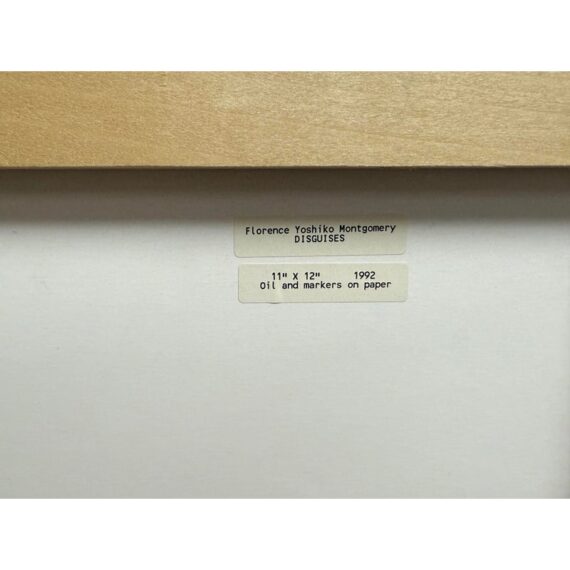 Florence Yoshiko Montgomery
DISGUISES
11" X 12" 1992
Oil and markers on paper